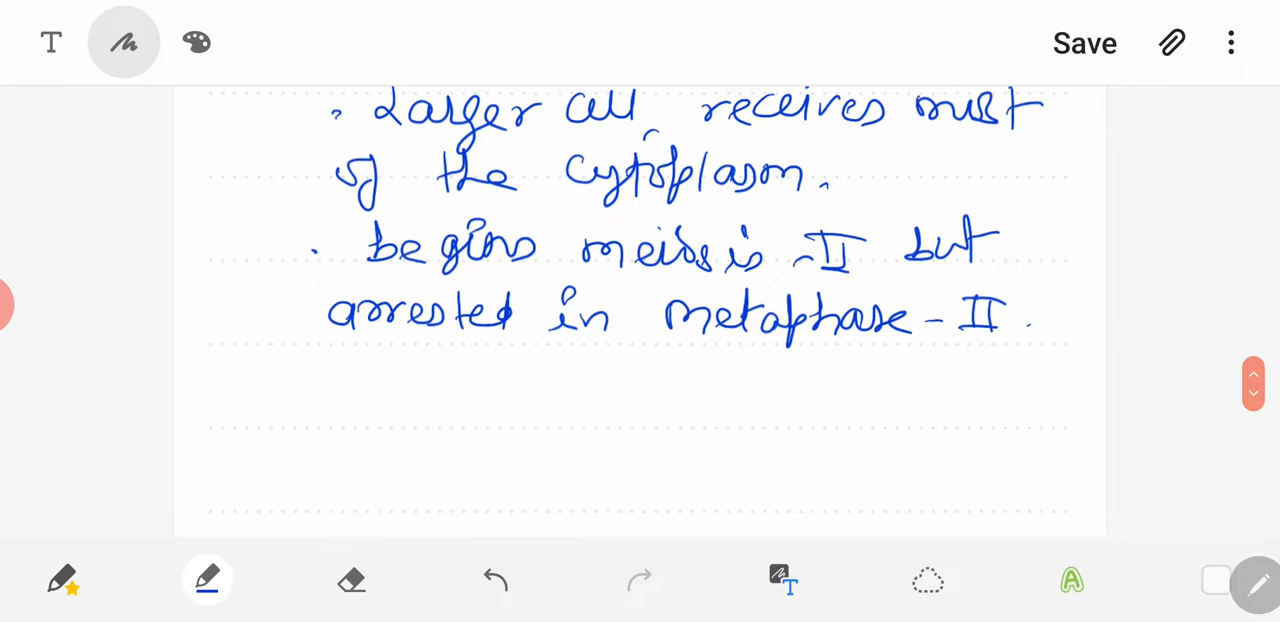 T Save
Larger cell receives most
of the cytoplasm.
begins meiosis-II but
arrested in metaphase-II.
T
A